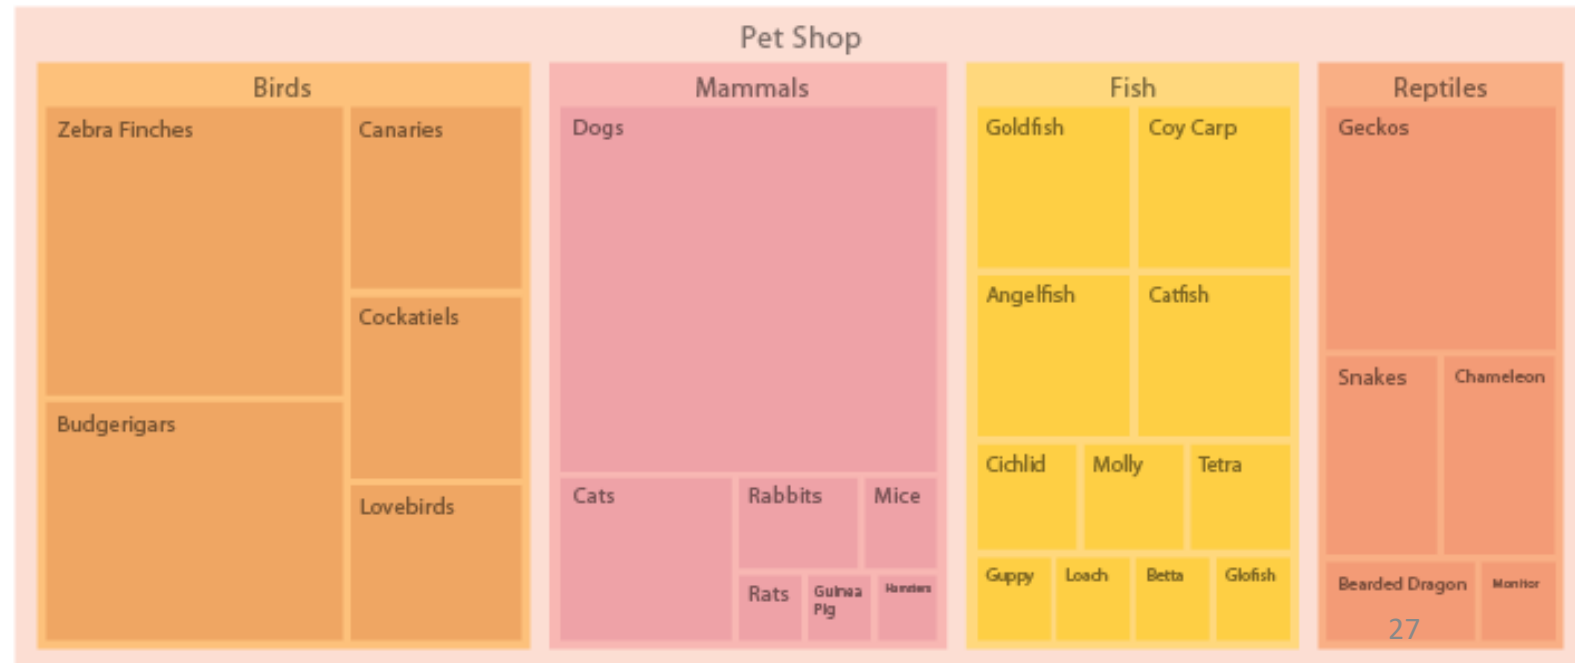 Pet Shop
Birds
Zebra Finches
Canaries
Cockatiels
Budgerigars
Lovebirds
Mammals
Dogs
Cats
Rabbits
Mice
Rats
Guinea
Pig
Hamsters
Fish
Goldfish
Coy Carp
Angelfish
Catfish
Cichlid
Molly
Tetra
Guppy
Loach
Betta
Glofish
Reptiles
Geckos
Snakes
Chameleon
Bearded Dragon
Monitor
27